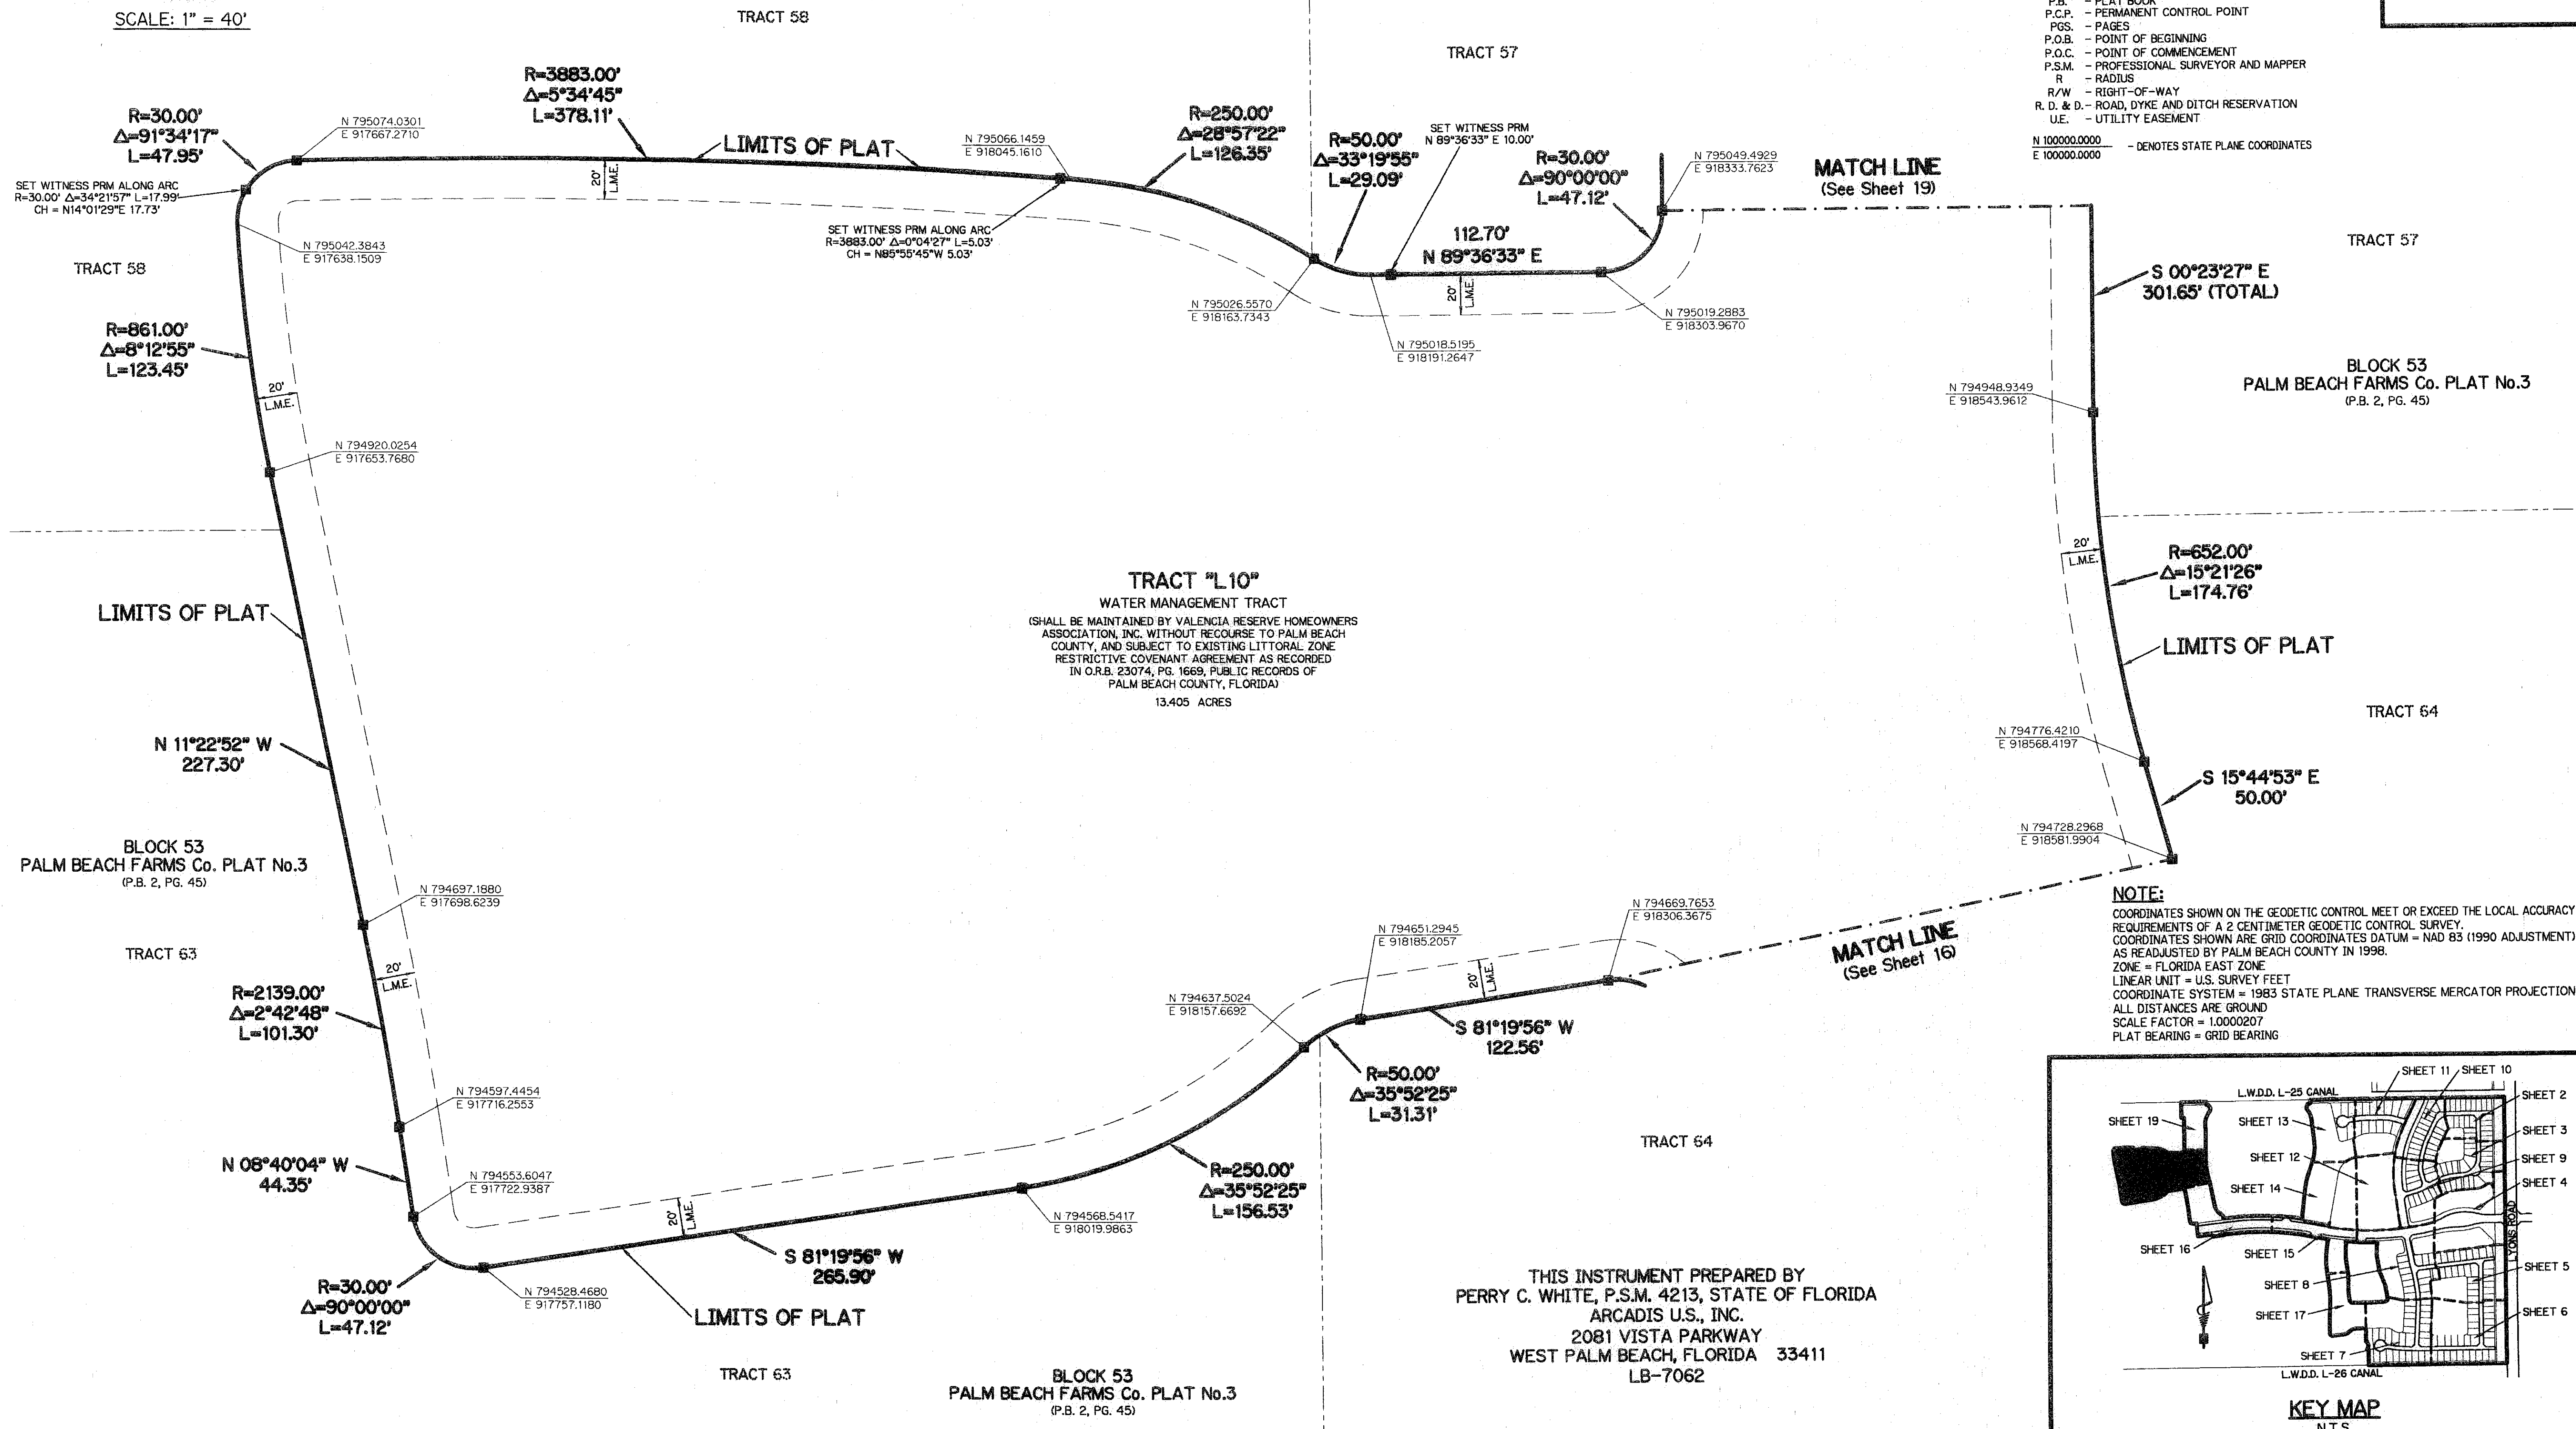 SCALE: 1" = 40'
TRACT 58
TRACT 57
P.B. - PLAT BOOK
P.C.P. - PERMANENT CONTROL POINT
PGS. - PAGES
P.O.B. - POINT OF BEGINNING
P.O.C. - POINT OF COMMENCEMENT
P.S.M. - PROFESSIONAL SURVEYOR AND MAPPER
R - RADIUS
R/W - RIGHT-OF-WAY
R. D. & D. - ROAD, DYKE AND DITCH RESERVATION
U.E. - UTILITY EASEMENT
N 100000.0000
E 100000.0000
- DENOTES STATE PLANE COORDINATES
R=30.00'
Δ=91°34'17"
L=47.95'
N 795074.0301
E 917667.2710
R=3883.00'
Δ=5°34'45"
L=378.11'
LIMITS OF PLAT
N 795066.1459
E 918045.1610
R=250.00'
Δ=28°57'22"
L=126.35'
R=50.00'
Δ=33°19'55"
L=29.09'
SET WITNESS PRM
N 89°36'33" E 10.00'
R=30.00'
Δ=90°00'00"
L=47.12'
N 795049.4929
E 918333.7623
MATCH LINE
(See Sheet 19)
SET WITNESS PRM ALONG ARC
R=30.00' Δ=34°21'57" L=17.99'
CH = N14°01'29"E 17.73'
20'
L.M.E.
SET WITNESS PRM ALONG ARC
R=3883.00' Δ=0°04'27" L=5.03'
CH = N85°55'45"W 5.03'
112.70'
N 89°36'33" E
N 795042.3843
E 917638.1509
TRACT 58
TRACT 57
N 795026.5570
E 918163.7343
20'
L.M.E.
N 795019.2883
E 918303.9670
N 795018.5195
E 918191.2647
S 00°23'27" E
301.65' (TOTAL)
R=861.00'
Δ=8°12'55"
L=123.45'
20'
L.M.E.
N 794948.9349
E 918543.9612
BLOCK 53
PALM BEACH FARMS Co. PLAT No.3
(P.B. 2, PG. 45)
N 794920.0254
E 917653.7680
20'
L.M.E.
R=652.00'
Δ=15°21'26"
L=174.76'
LIMITS OF PLAT
TRACT "L10"
WATER MANAGEMENT TRACT
(SHALL BE MAINTAINED BY VALENCIA RESERVE HOMEOWNERS
ASSOCIATION, INC. WITHOUT RECOURSE TO PALM BEACH
COUNTY, AND SUBJECT TO EXISTING LITTORAL ZONE
RESTRICTIVE COVENANT AGREEMENT AS RECORDED
IN O.R.B. 23074, PG. 1669, PUBLIC RECORDS OF
PALM BEACH COUNTY, FLORIDA)
13.405 ACRES
LIMITS OF PLAT
TRACT 64
N 11°22'52" W
227.30'
N 794776.4210
E 918568.4197
S 15°44'53" E
50.00'
BLOCK 53
PALM BEACH FARMS Co. PLAT No.3
(P.B. 2, PG. 45)
N 794728.2968
E 918581.9904
N 794697.1880
E 917698.6239
N 794669.7653
E 918306.3675
N 794651.2945
E 918185.2057
MATCH LINE
(See Sheet 16)
NOTE:
COORDINATES SHOWN ON THE GEODETIC CONTROL MEET OR EXCEED THE LOCAL ACCURACY
REQUIREMENTS OF A 2 CENTIMETER GEODETIC CONTROL SURVEY.
COORDINATES SHOWN ARE GRID COORDINATES DATUM = NAD 83 (1990 ADJUSTMENT)
AS READJUSTED BY PALM BEACH COUNTY IN 1998.
ZONE = FLORIDA EAST ZONE
LINEAR UNIT = U.S. SURVEY FEET
COORDINATE SYSTEM = 1983 STATE PLANE TRANSVERSE MERCATOR PROJECTION
ALL DISTANCES ARE GROUND
SCALE FACTOR = 1.0000207
PLAT BEARING = GRID BEARING
TRACT 63
20'
L.M.E.
R=2139.00'
Δ=2°42'48"
L=101.30'
20'
L.M.E.
N 794637.5024
E 918157.6692
S 81°19'56" W
122.56'
R=50.00'
Δ=35°52'25"
L=31.31'
N 794597.4454
E 917716.2553
TRACT 64
N 08°40'04" W
44.35'
N 794553.6047
E 917722.9387
R=250.00'
Δ=35°52'25"
L=156.53'
20'
L.M.E.
N 794568.5417
E 918019.9863
S 81°19'56" W
265.90'
R=30.00'
Δ=90°00'00"
L=47.12'
N 794528.4680
E 917757.1180
LIMITS OF PLAT
TRACT 63
BLOCK 53
PALM BEACH FARMS Co. PLAT No.3
(P.B. 2, PG. 45)
THIS INSTRUMENT PREPARED BY
PERRY C. WHITE, P.S.M. 4213, STATE OF FLORIDA
ARCADIS U.S., INC.
2081 VISTA PARKWAY
WEST PALM BEACH, FLORIDA 33411
LB-7062
SHEET 11
SHEET 10
L.W.D.D. L-25 CANAL
SHEET 2
SHEET 19
SHEET 13
SHEET 3
SHEET 12
SHEET 9
SHEET 14
SHEET 4
LYONS ROAD
SHEET 16
SHEET 15
SHEET 8
SHEET 5
SHEET 17
SHEET 6
SHEET 7
L.W.D.D. L-26 CANAL
KEY MAP
N.T.S.